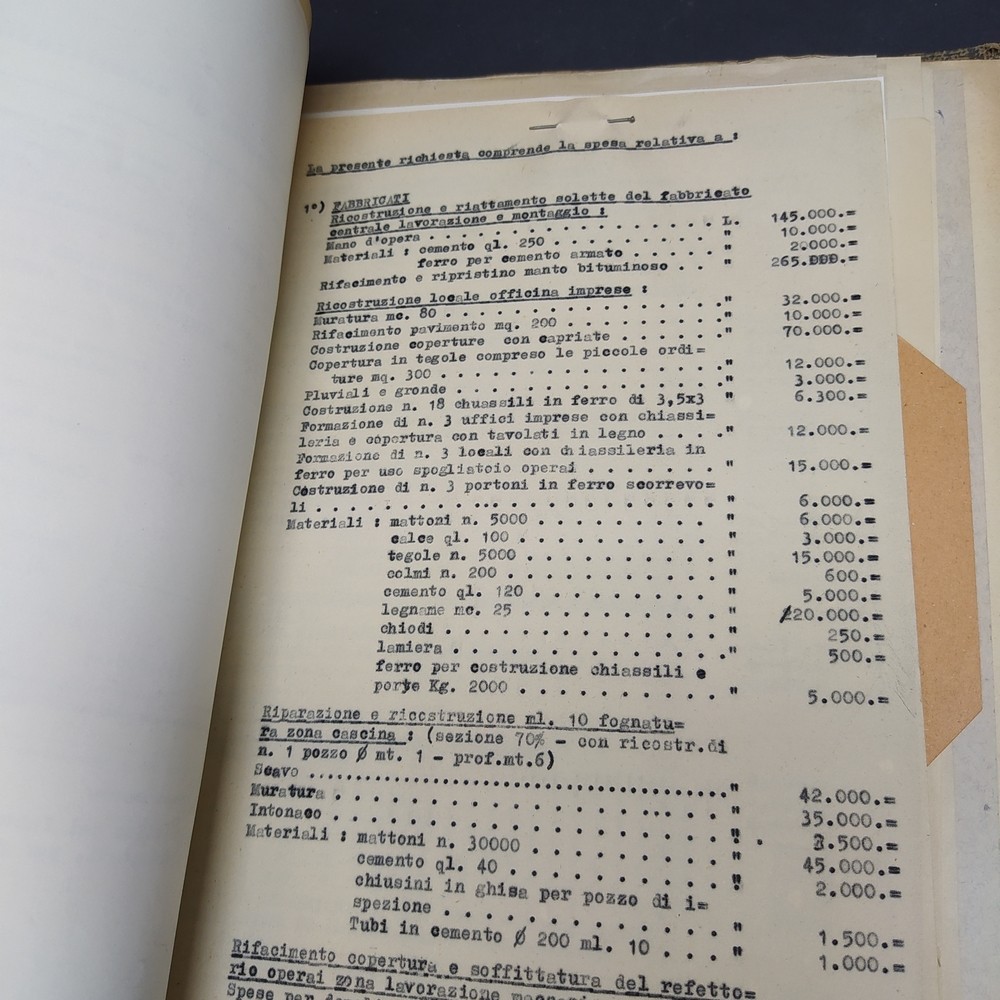 La presente richiesta comprende la spesa relativa a :
1°) FABBRICATI
Ricostruzione e riattamento solette del fabbricato
centrale lavorazione e montaggio :
Mano d'opera . . . . . . . . . . . . . . . . . . L. 145.000.=
Materiali : cemento ql. 250 . . . . . . . . . . " 10.000.=
ferro per cemento armato . . . . . " 20000.=
Rifacimento e ripristino manto bituminoso . . " 265.000.=
Ricostruzione locale officina imprese :
Muratura mc. 80 . . . . . . . . . . . . . . . . " 32.000.=
Rifacimento pavimento mq. 200 . . . . . . . . . " 10.000.=
Costruzione coperture con capriate . . . . . . " 70.000.=
Copertura in tegole compreso le piccole ordi=
ture mq. 300 . . . . . . . . . . . . . . . . " 12.000.=
Pluviali e gronde . . . . . . . . . . . . . . . " 3.000.=
Costruzione n. 18 chuassili in ferro di 3,5x3 " 6.300.=
Formazione di n. 3 uffici imprese con chiassi=
leria e copertura con tavolati in legno . . . . " 12.000.=
Formazione di n. 3 locali con chiassileria in
ferro per uso spogliatoio operai . . . . . . . " 15.000.=
Costruzione di n. 3 portoni in ferro scorrevo=
li . . . . . . . . . . . . . . . . . . . . . . . " 6.000.=
Materiali : mattoni n. 5000 . . . . . . . . . . " 6.000.=
calce ql. 100 . . . . . . . . . . . " 3.000.=
tegole n. 5000 . . . . . . . . . . " 15.000.=
colmi n. 200 . . . . . . . . . . . " 600.=
cemento ql. 120 . . . . . . . . . . " 5.000.=
legname mc. 25 . . . . . . . . . . " 20.000.=
chiodi . . . . . . . . . . . . . . " 250.=
lamiera . . . . . . . . . . . . . . " 500.=
ferro per costruzione chiassili e
porte Kg. 2000 . . . . . . . . . . " 5.000.=
Riparazione e ricostruzione ml. 10 fognatu=
ra zona cascina : (sezione 70% - con ricostr.di
n. 1 pozzo Ø mt. 1 - prof.mt.6)
Scavo . . . . . . . . . . . . . . . . . . . . . " 42.000.=
Muratura . . . . . . . . . . . . . . . . . . . " 35.000.=
Intonaco . . . . . . . . . . . . . . . . . . . " 3.500.=
Materiali : mattoni n. 30000 . . . . . . . . . " 45.000.=
cemento ql. 40 . . . . . . . . . . " 2.000.=
chiusini in ghisa per pozzo di i=
spezione . . . . . . . . . . . . . " 1.500.=
Tubi in cemento Ø 200 ml. 10 . . . " 1.000.=
Rifacimento copertura e soffittatura del refetto=
rio operai zona lavorazione
Spese per